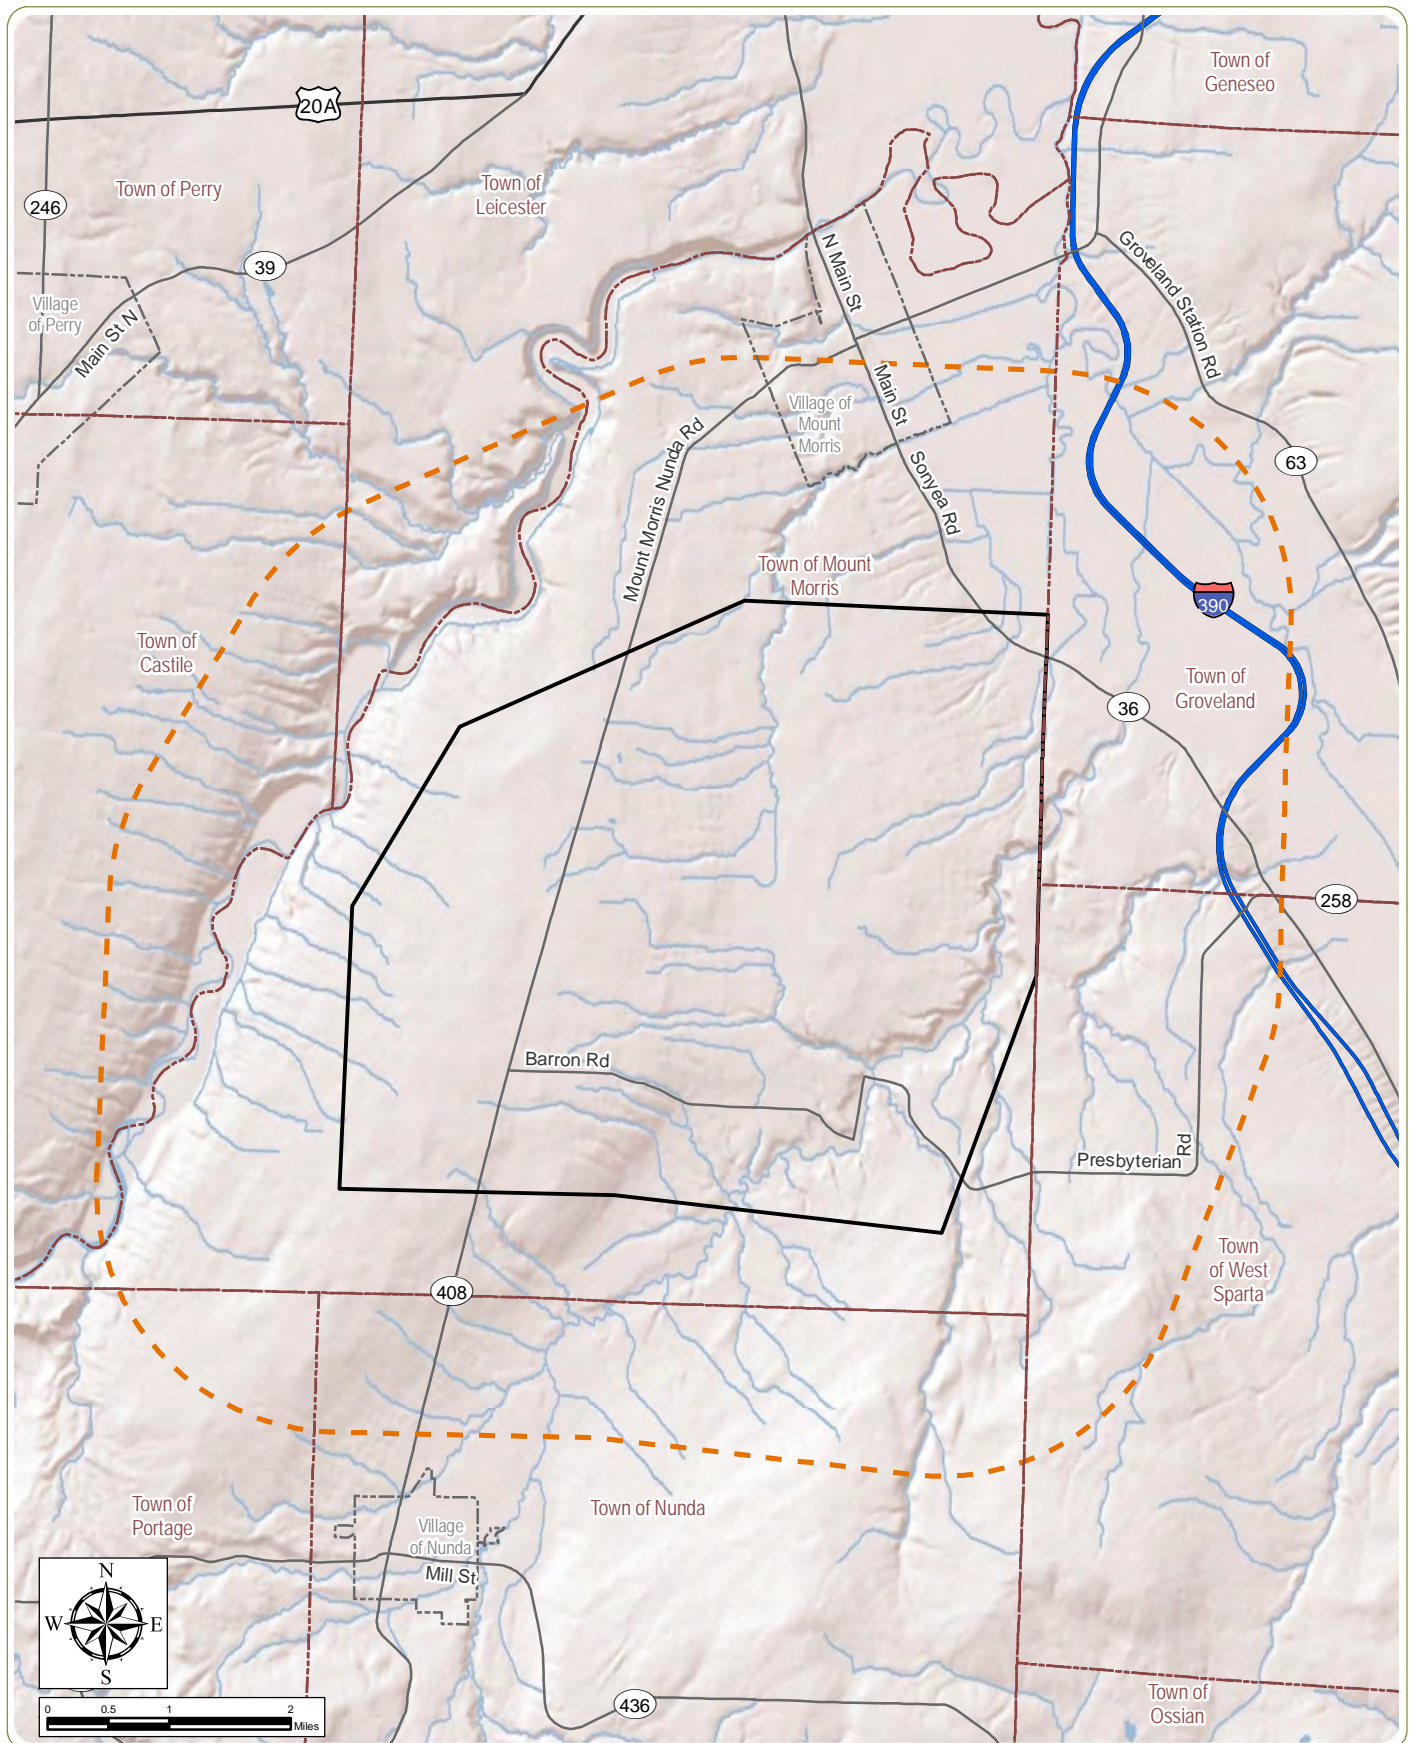 Town of
Geneseo
20A
Town of Perry
Town of
Leicester
246
39
N Main St
Groveland Station Rd
Village
of Perry
Main St N
Main St
Village of
Mount
Morris
Mount Morris Nunda Rd
Sonyea Rd
63
Town of Mount
Morris
390
Town of
Castile
Town of
Groveland
36
258
Barron Rd
Presbyterian Rd
Town
of West
Sparta
408
Town of
Portage
Town of Nunda
Village
of Nunda
Mill St
N
W E
S
436
Town of
Ossian
0 0.5 1 2
Miles